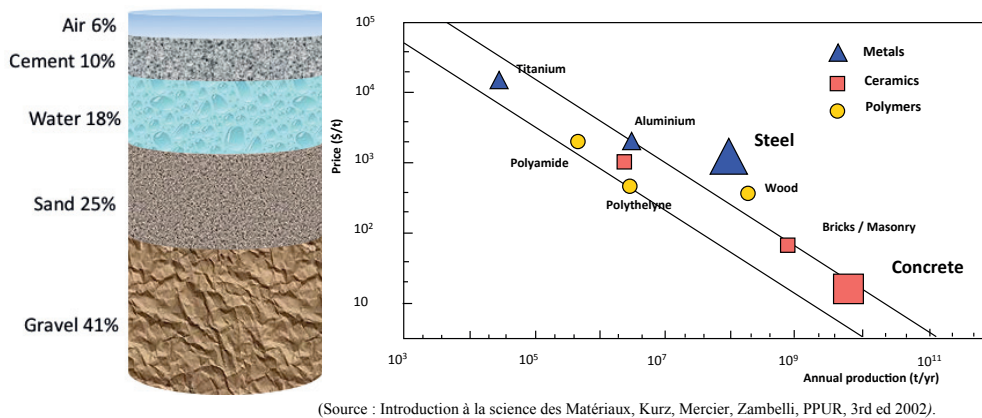 Air 6%
Cement 10%
Water 18%
Sand 25%
Gravel 41%
Price ($/t)
10⁵
10⁴
10³
10²
10
Metals
Ceramics
Polymers
Titanium
Aluminium
Steel
Polyamide
Wood
Polythelyne
Bricks / Masonry
Concrete
10³
10⁵
10⁷
10⁹
10¹¹
Annual production (t/yr)
(Source : Introduction à la science des Matériaux, Kurz, Mercier, Zambelli, PPUR, 3rd ed 2002).